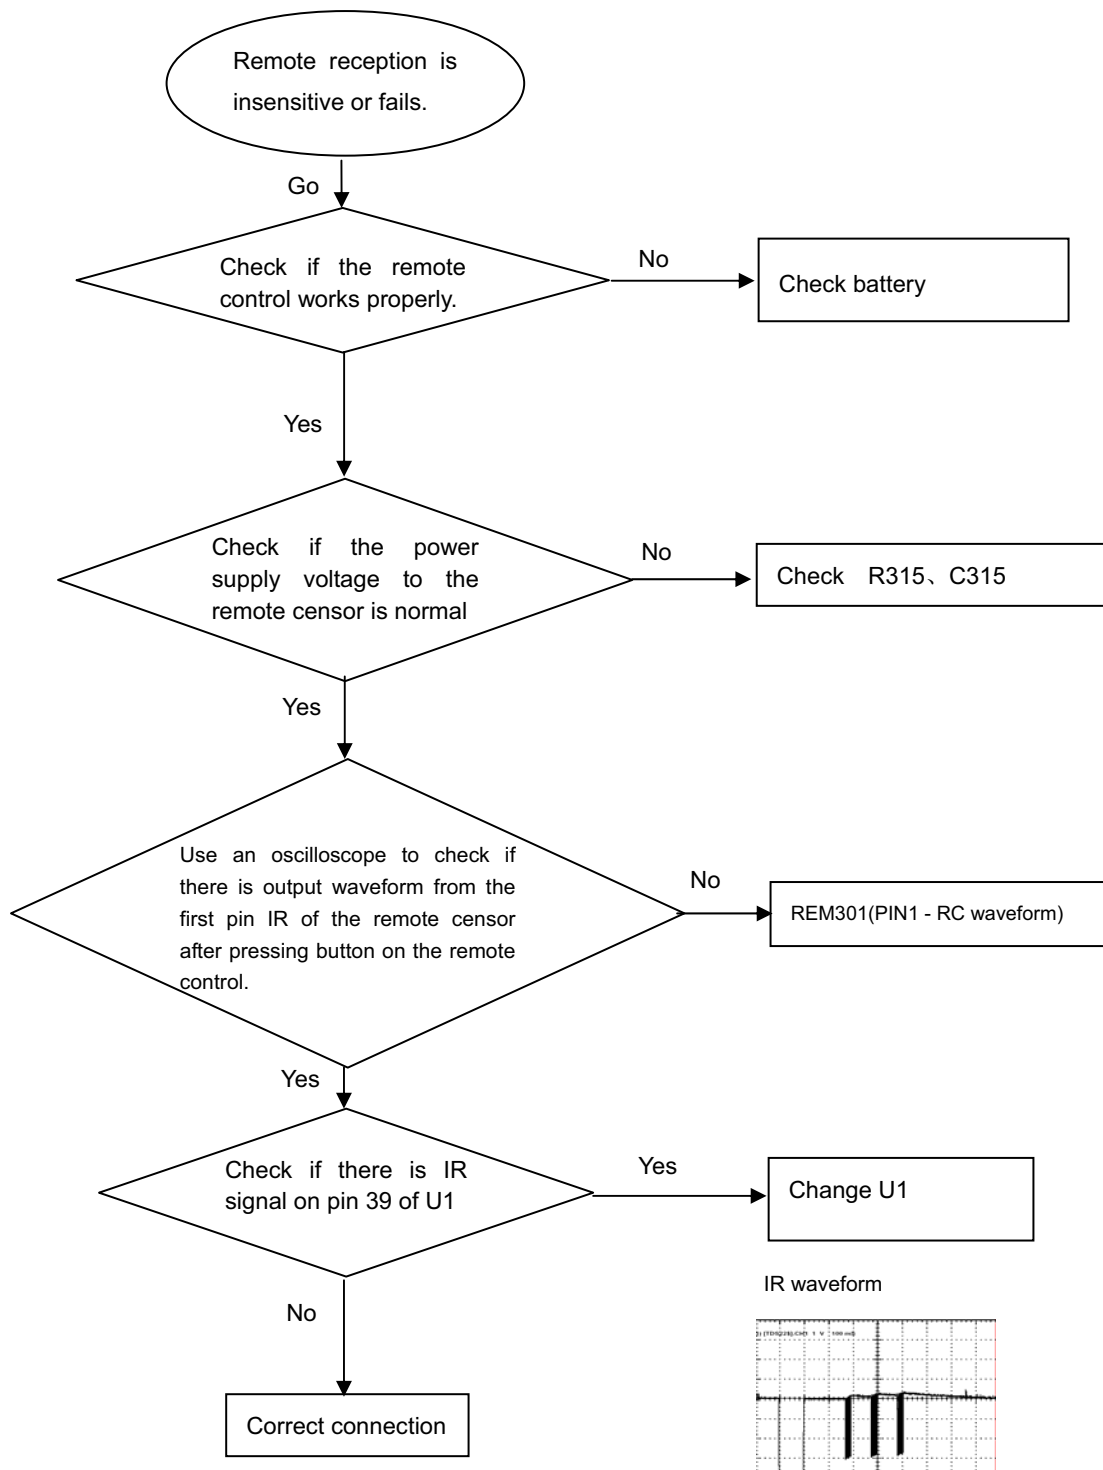 Remote reception is
insensitive or fails.
Go
Check if the remote
control works properly.
No
Check battery
Yes
Check if the power
supply voltage to the
remote censor is normal
No
Check R315、C315
Yes
Use an oscilloscope to check if
there is output waveform from the
first pin IR of the remote censor
after pressing button on the remote
control.
No
REM301(PIN1 - RC waveform)
Yes
Check if there is IR
signal on pin 39 of U1
Yes
Change U1
IR waveform
No
Correct connection